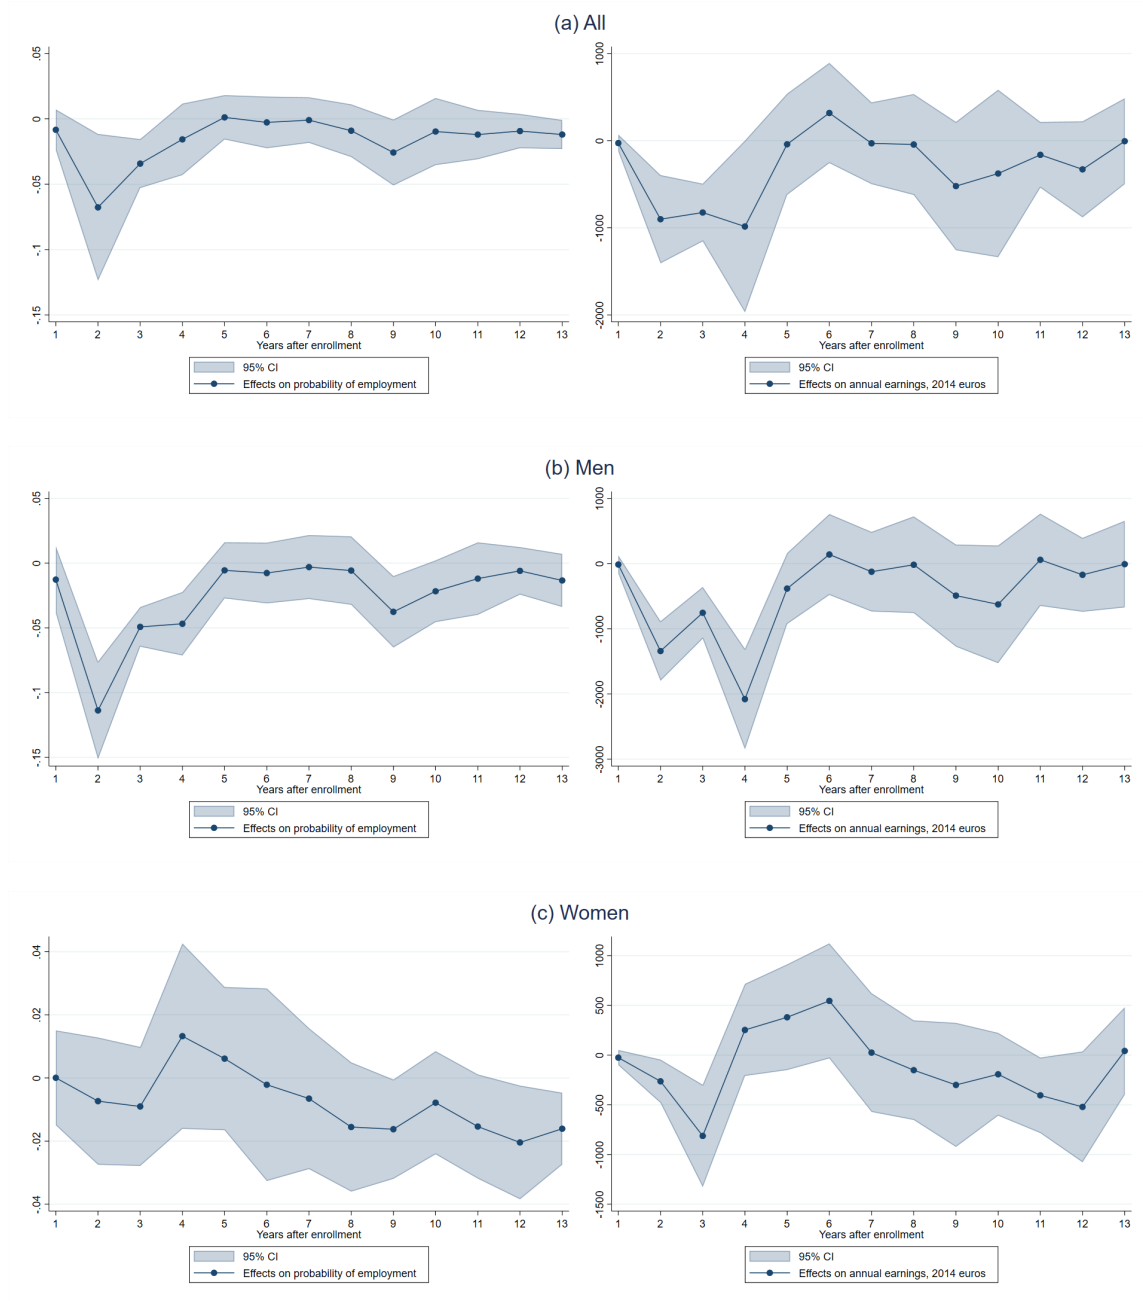 (a) All
.05
0
-.05
-.1
-.15
1 2 3 4 5 6 7 8 9 10 11 12 13
Years after enrollment
95% CI
Effects on probability of employment
1000
0
-1000
-2000
1 2 3 4 5 6 7 8 9 10 11 12 13
Years after enrollment
95% CI
Effects on annual earnings, 2014 euros
(b) Men
.05
0
-.05
-.1
-.15
1 2 3 4 5 6 7 8 9 10 11 12 13
Years after enrollment
95% CI
Effects on probability of employment
1000
0
-1000
-2000
-3000
1 2 3 4 5 6 7 8 9 10 11 12 13
Years after enrollment
95% CI
Effects on annual earnings, 2014 euros
(c) Women
.04
.02
0
-.02
-.04
1 2 3 4 5 6 7 8 9 10 11 12 13
Years after enrollment
95% CI
Effects on probability of employment
1000
500
0
-500
-1000
-1500
1 2 3 4 5 6 7 8 9 10 11 12 13
Years after enrollment
95% CI
Effects on annual earnings, 2014 euros